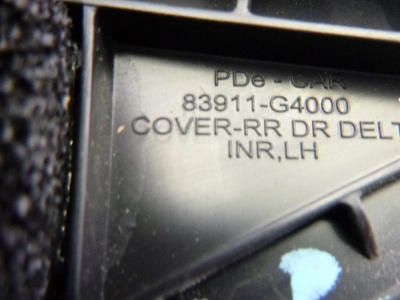 PDe - CAR
83911-G4000
COVER-RR DR DELT
INR,LH